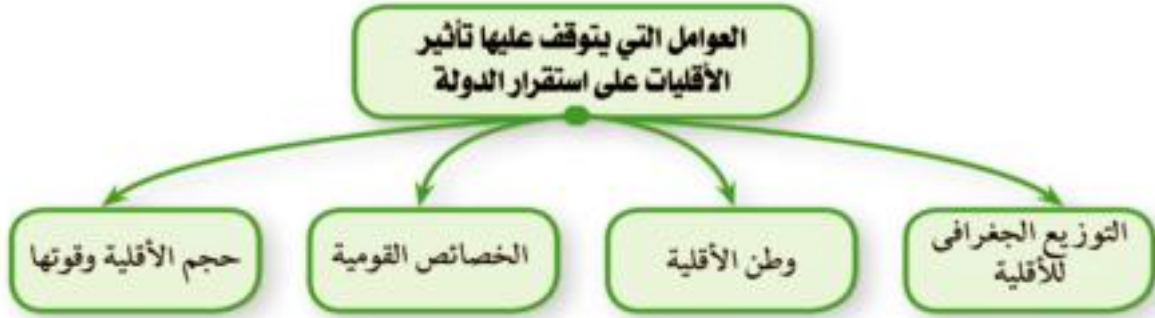 العوامل التي يتوقف عليها تأثير
الأقليات على استقرار الدولة
التوزيع الجغرافى
للأقلية
وطن الأقلية
الخصائص القومية
حجم الأقلية وقوتها